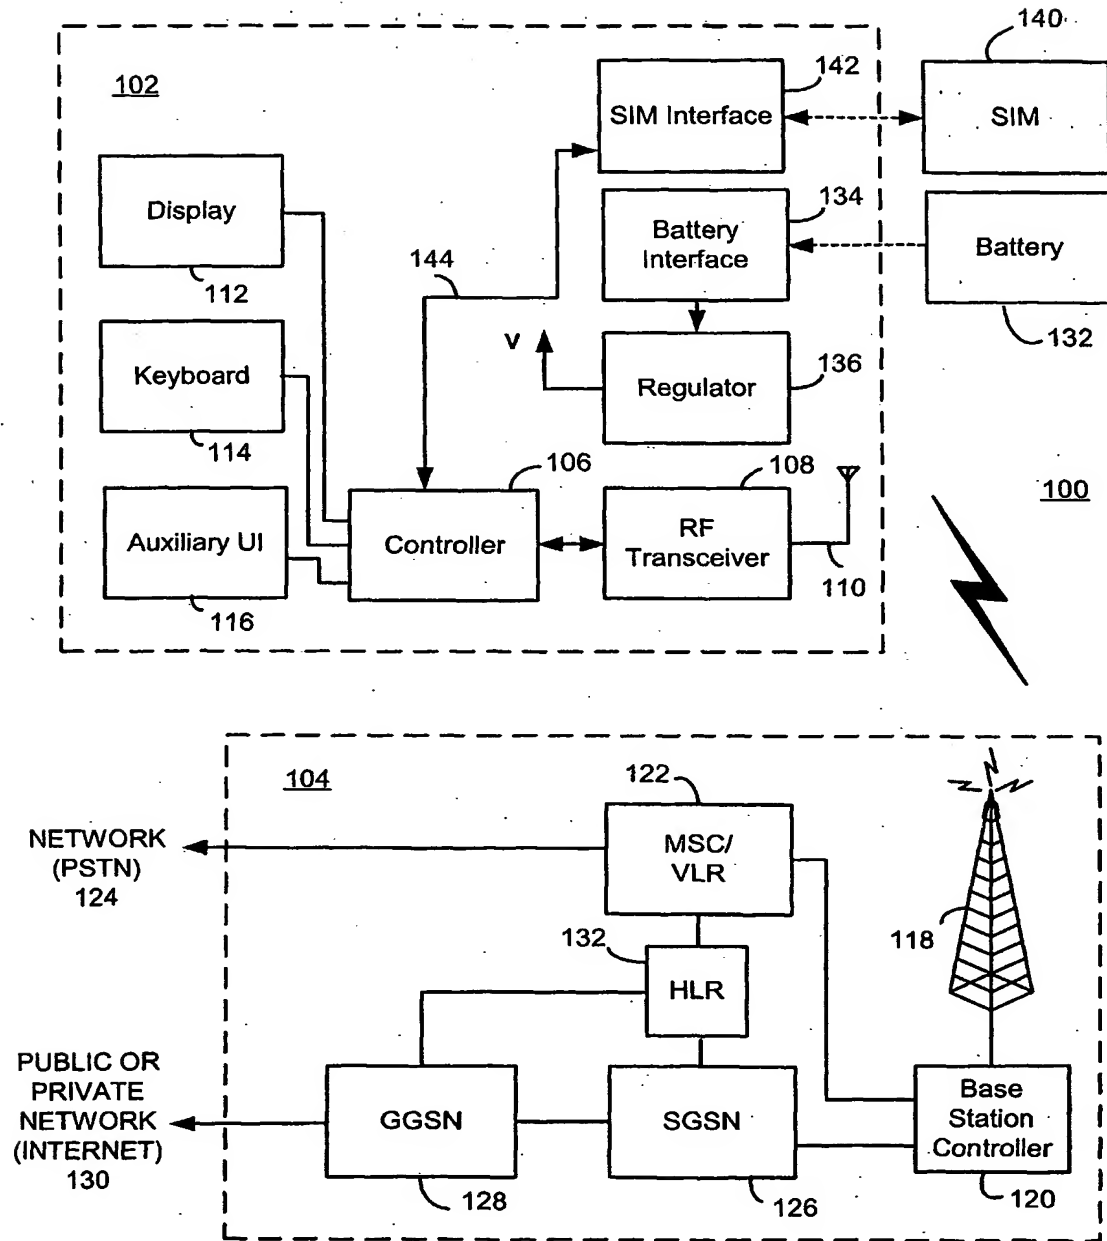 140
142
102
SIM Interface
SIM
134
Display
Battery
Interface
Battery
144
112
132
V
Keyboard
Regulator
136
114
106
108
100
Auxiliary UI
Controller
RF
Transceiver
110
116
104
122
NETWORK
(PSTN)
124
MSC/
VLR
118
132
HLR
PUBLIC OR
PRIVATE
NETWORK
(INTERNET)
130
GGSN
SGSN
Base
Station
Controller
128
126
120